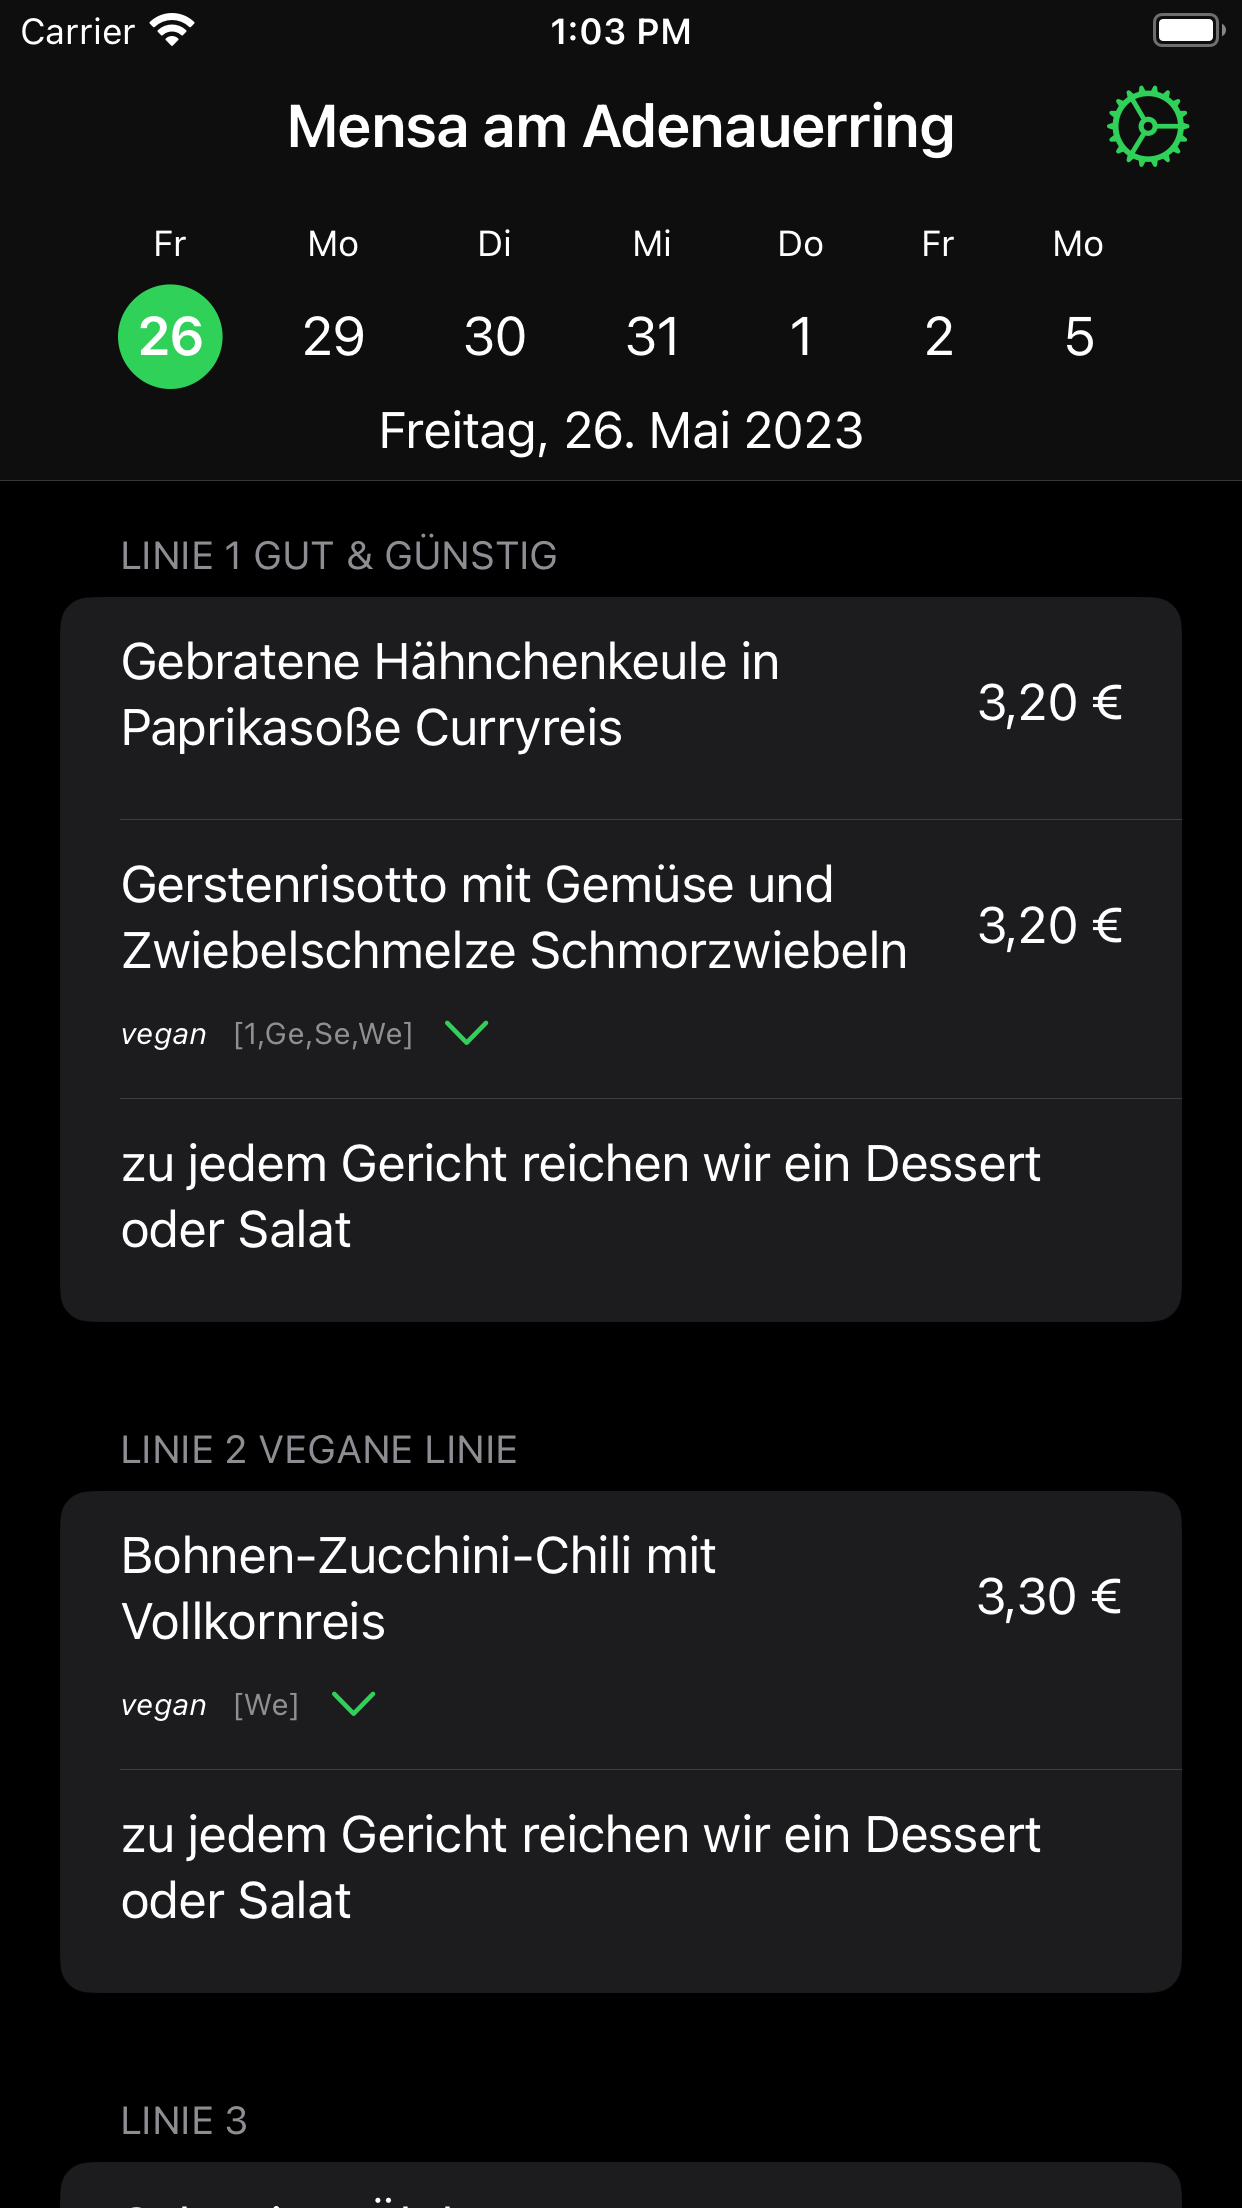 Carrier 1:03 PM
Mensa am Adenauerring
Fr Mo Di Mi Do Fr Mo
26 29 30 31 1 2 5
Freitag, 26. Mai 2023
LINIE 1 GUT & GÜNSTIG
Gebratene Hähnchenkeule in
Paprikasoße Curryreis
3,20 €
Gerstenrisotto mit Gemüse und
Zwiebelschmelze Schmorzwiebeln
3,20 €
vegan [1,Ge,Se,We]
zu jedem Gericht reichen wir ein Dessert
oder Salat
LINIE 2 VEGANE LINIE
Bohnen-Zucchini-Chili mit
Vollkornreis
3,30 €
vegan [We]
zu jedem Gericht reichen wir ein Dessert
oder Salat
LINIE 3